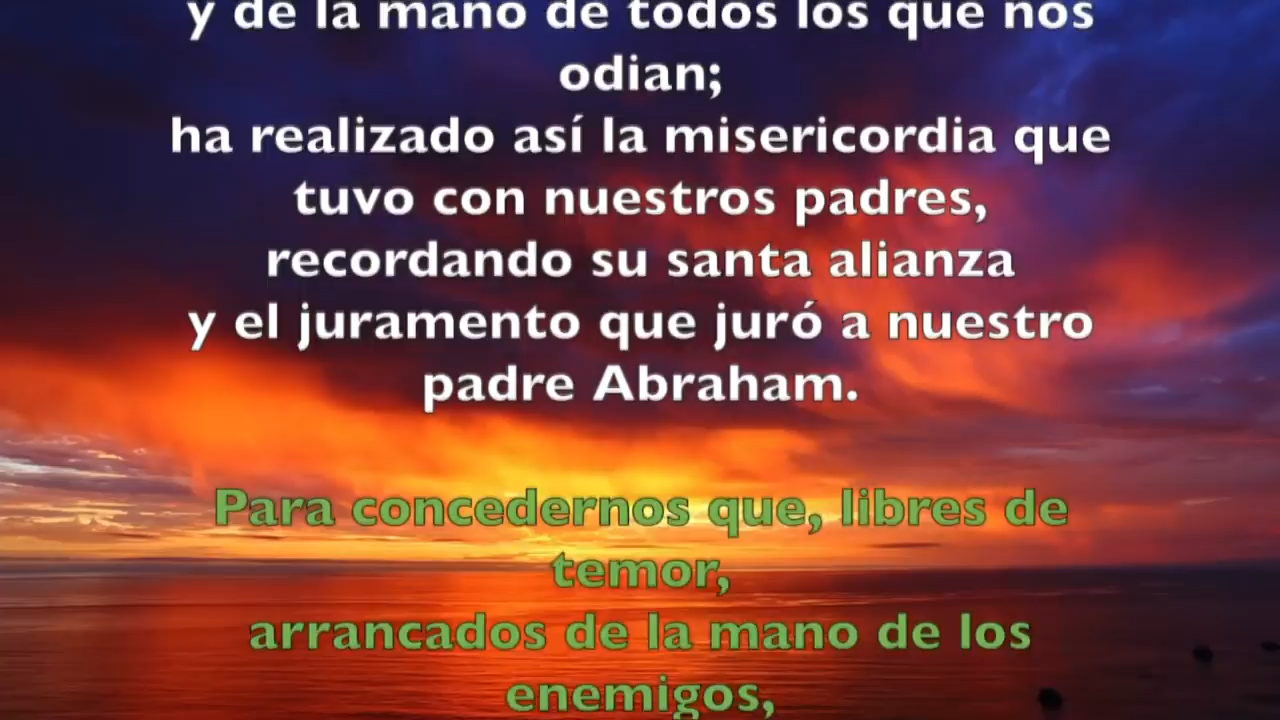 y de la mano de todos los que nos
odian;
ha realizado así la misericordia que
tuvo con nuestros padres,
recordando su santa alianza
y el juramento que juró a nuestro
padre Abraham.
Para concedernos que, libres de
temor,
arrancados de la mano de los
enemigos,